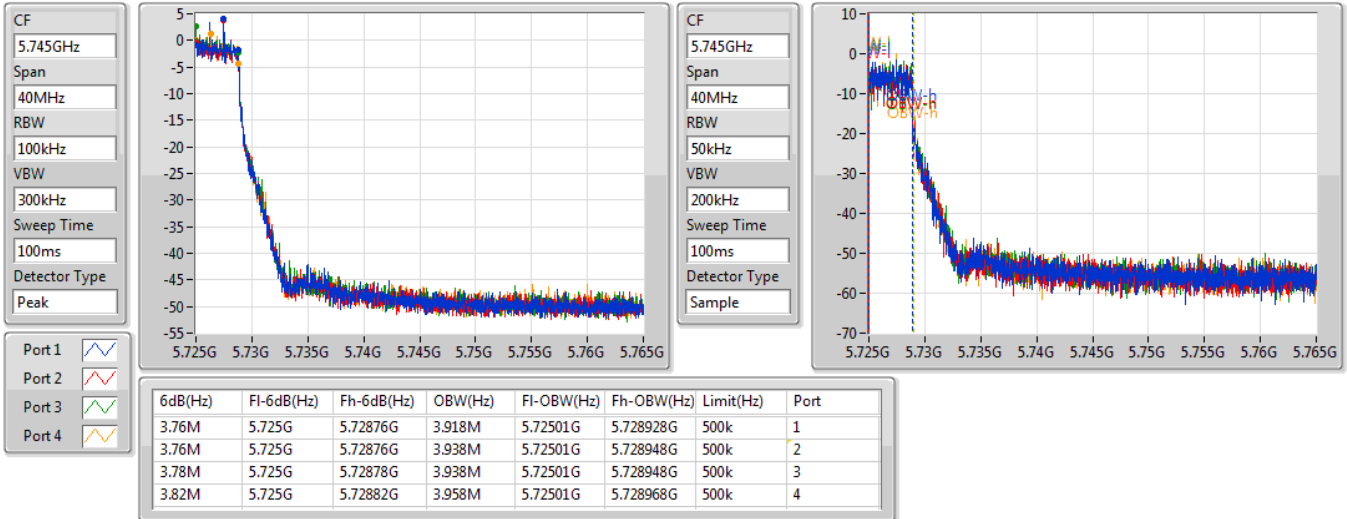 CF
5.745GHz
Span
40MHz
RBW
100kHz
VBW
300kHz
Sweep Time
100ms
Detector Type
Peak
5
0
-5
-10
-15
-20
-25
-30
-35
-40
-45
-50
-55
5.725G 5.73G 5.735G 5.74G 5.745G 5.75G 5.755G 5.76G 5.765G
CF
5.745GHz
Span
40MHz
RBW
50kHz
VBW
200kHz
Sweep Time
100ms
Detector Type
Sample
10
0
-10
-20
-30
-40
-50
-60
-70
OBW-h
OBW-h
5.725G 5.73G 5.735G 5.74G 5.745G 5.75G 5.755G 5.76G 5.765G
Port 1
Port 2
Port 3
Port 4
6dB(Hz) Fl-6dB(Hz) Fh-6dB(Hz) OBW(Hz) Fl-OBW(Hz) Fh-OBW(Hz) Limit(Hz) Port
3.76M 5.725G 5.72876G 3.918M 5.72501G 5.728928G 500k 1
3.76M 5.725G 5.72876G 3.938M 5.72501G 5.728948G 500k 2
3.78M 5.725G 5.72878G 3.938M 5.72501G 5.728948G 500k 3
3.82M 5.725G 5.72882G 3.958M 5.72501G 5.728968G 500k 4